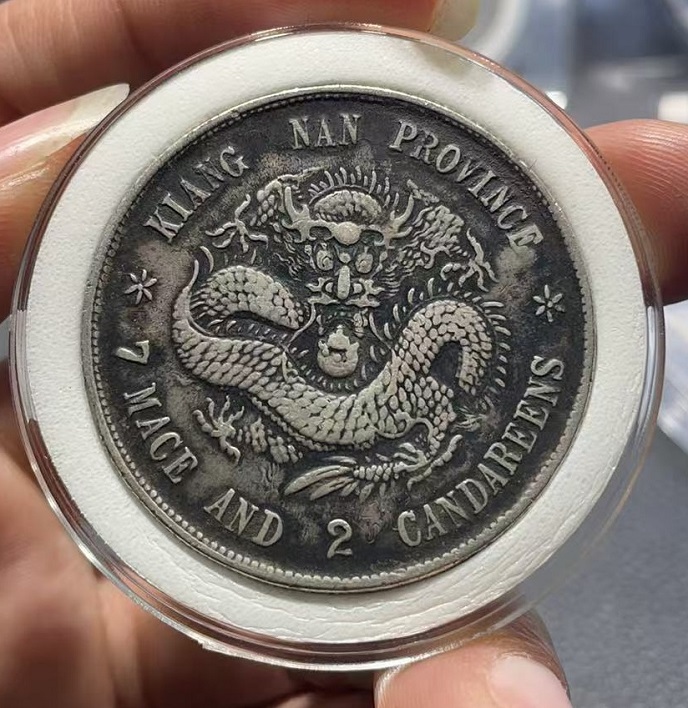 KIANG NAN PROVINCE
7 MACE AND 2 CANDAREENS